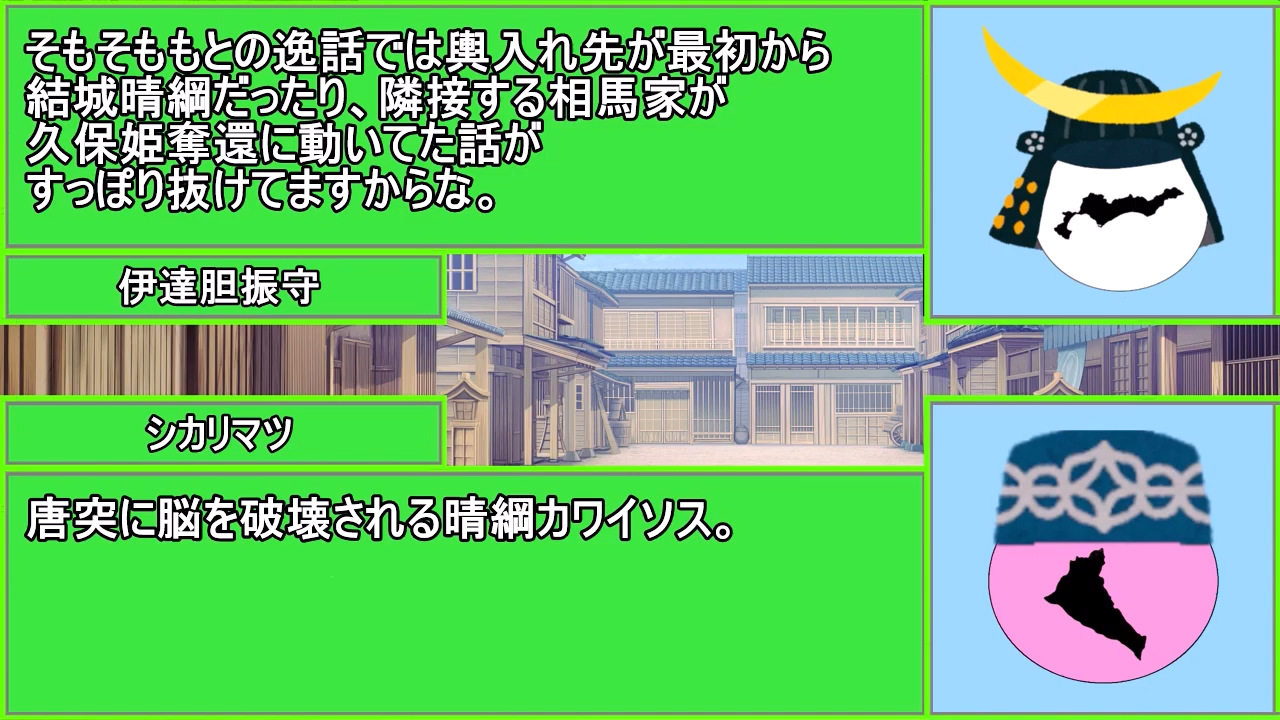 そもそももとの逸話では輿入れ先が最初から
結城晴綱だったり、隣接する相馬家が
久保姫奪還に動いてた話が
すっぽり抜けてますからな。
伊達胆振守
シカリマツ
唐突に脳を破壊される晴綱カワイソス。